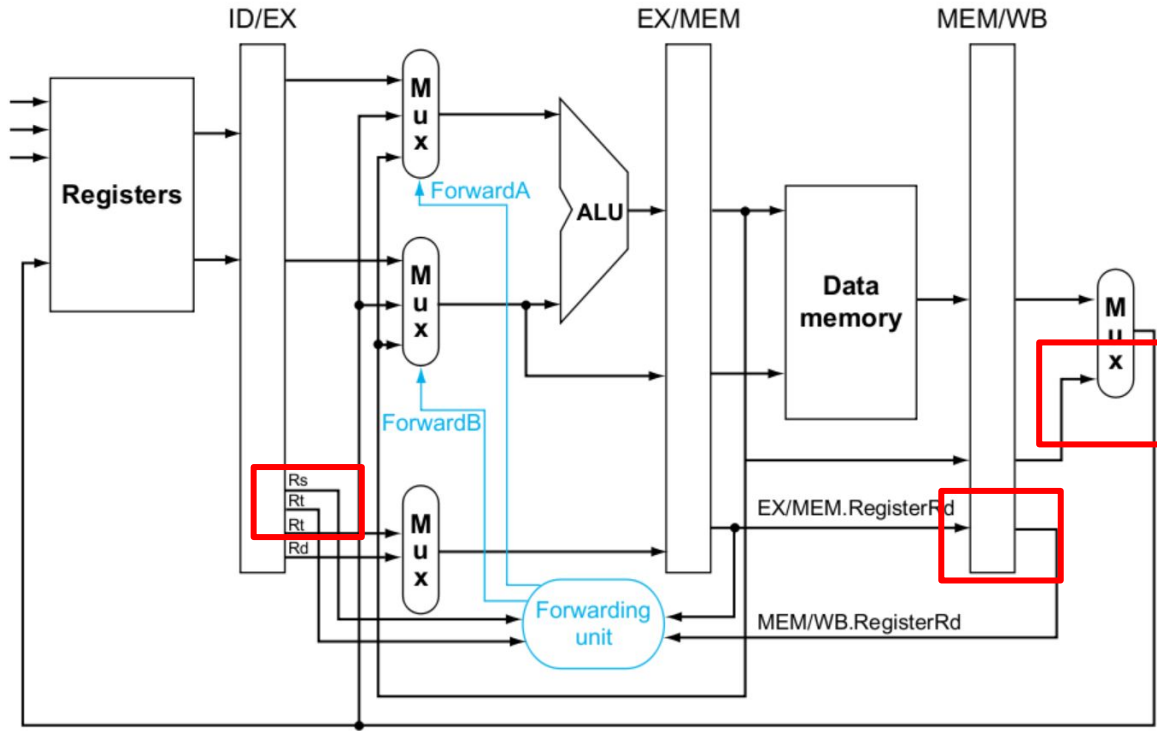 ID/EX
EX/MEM
MEM/WB
M
u
x
Registers
ForwardA
ALU
M
u
x
Data
memory
M
u
x
ForwardB
Rs
Rt
Rt
Rd
M
u
x
EX/MEM.RegisterRd
Forwarding
unit
MEM/WB.RegisterRd